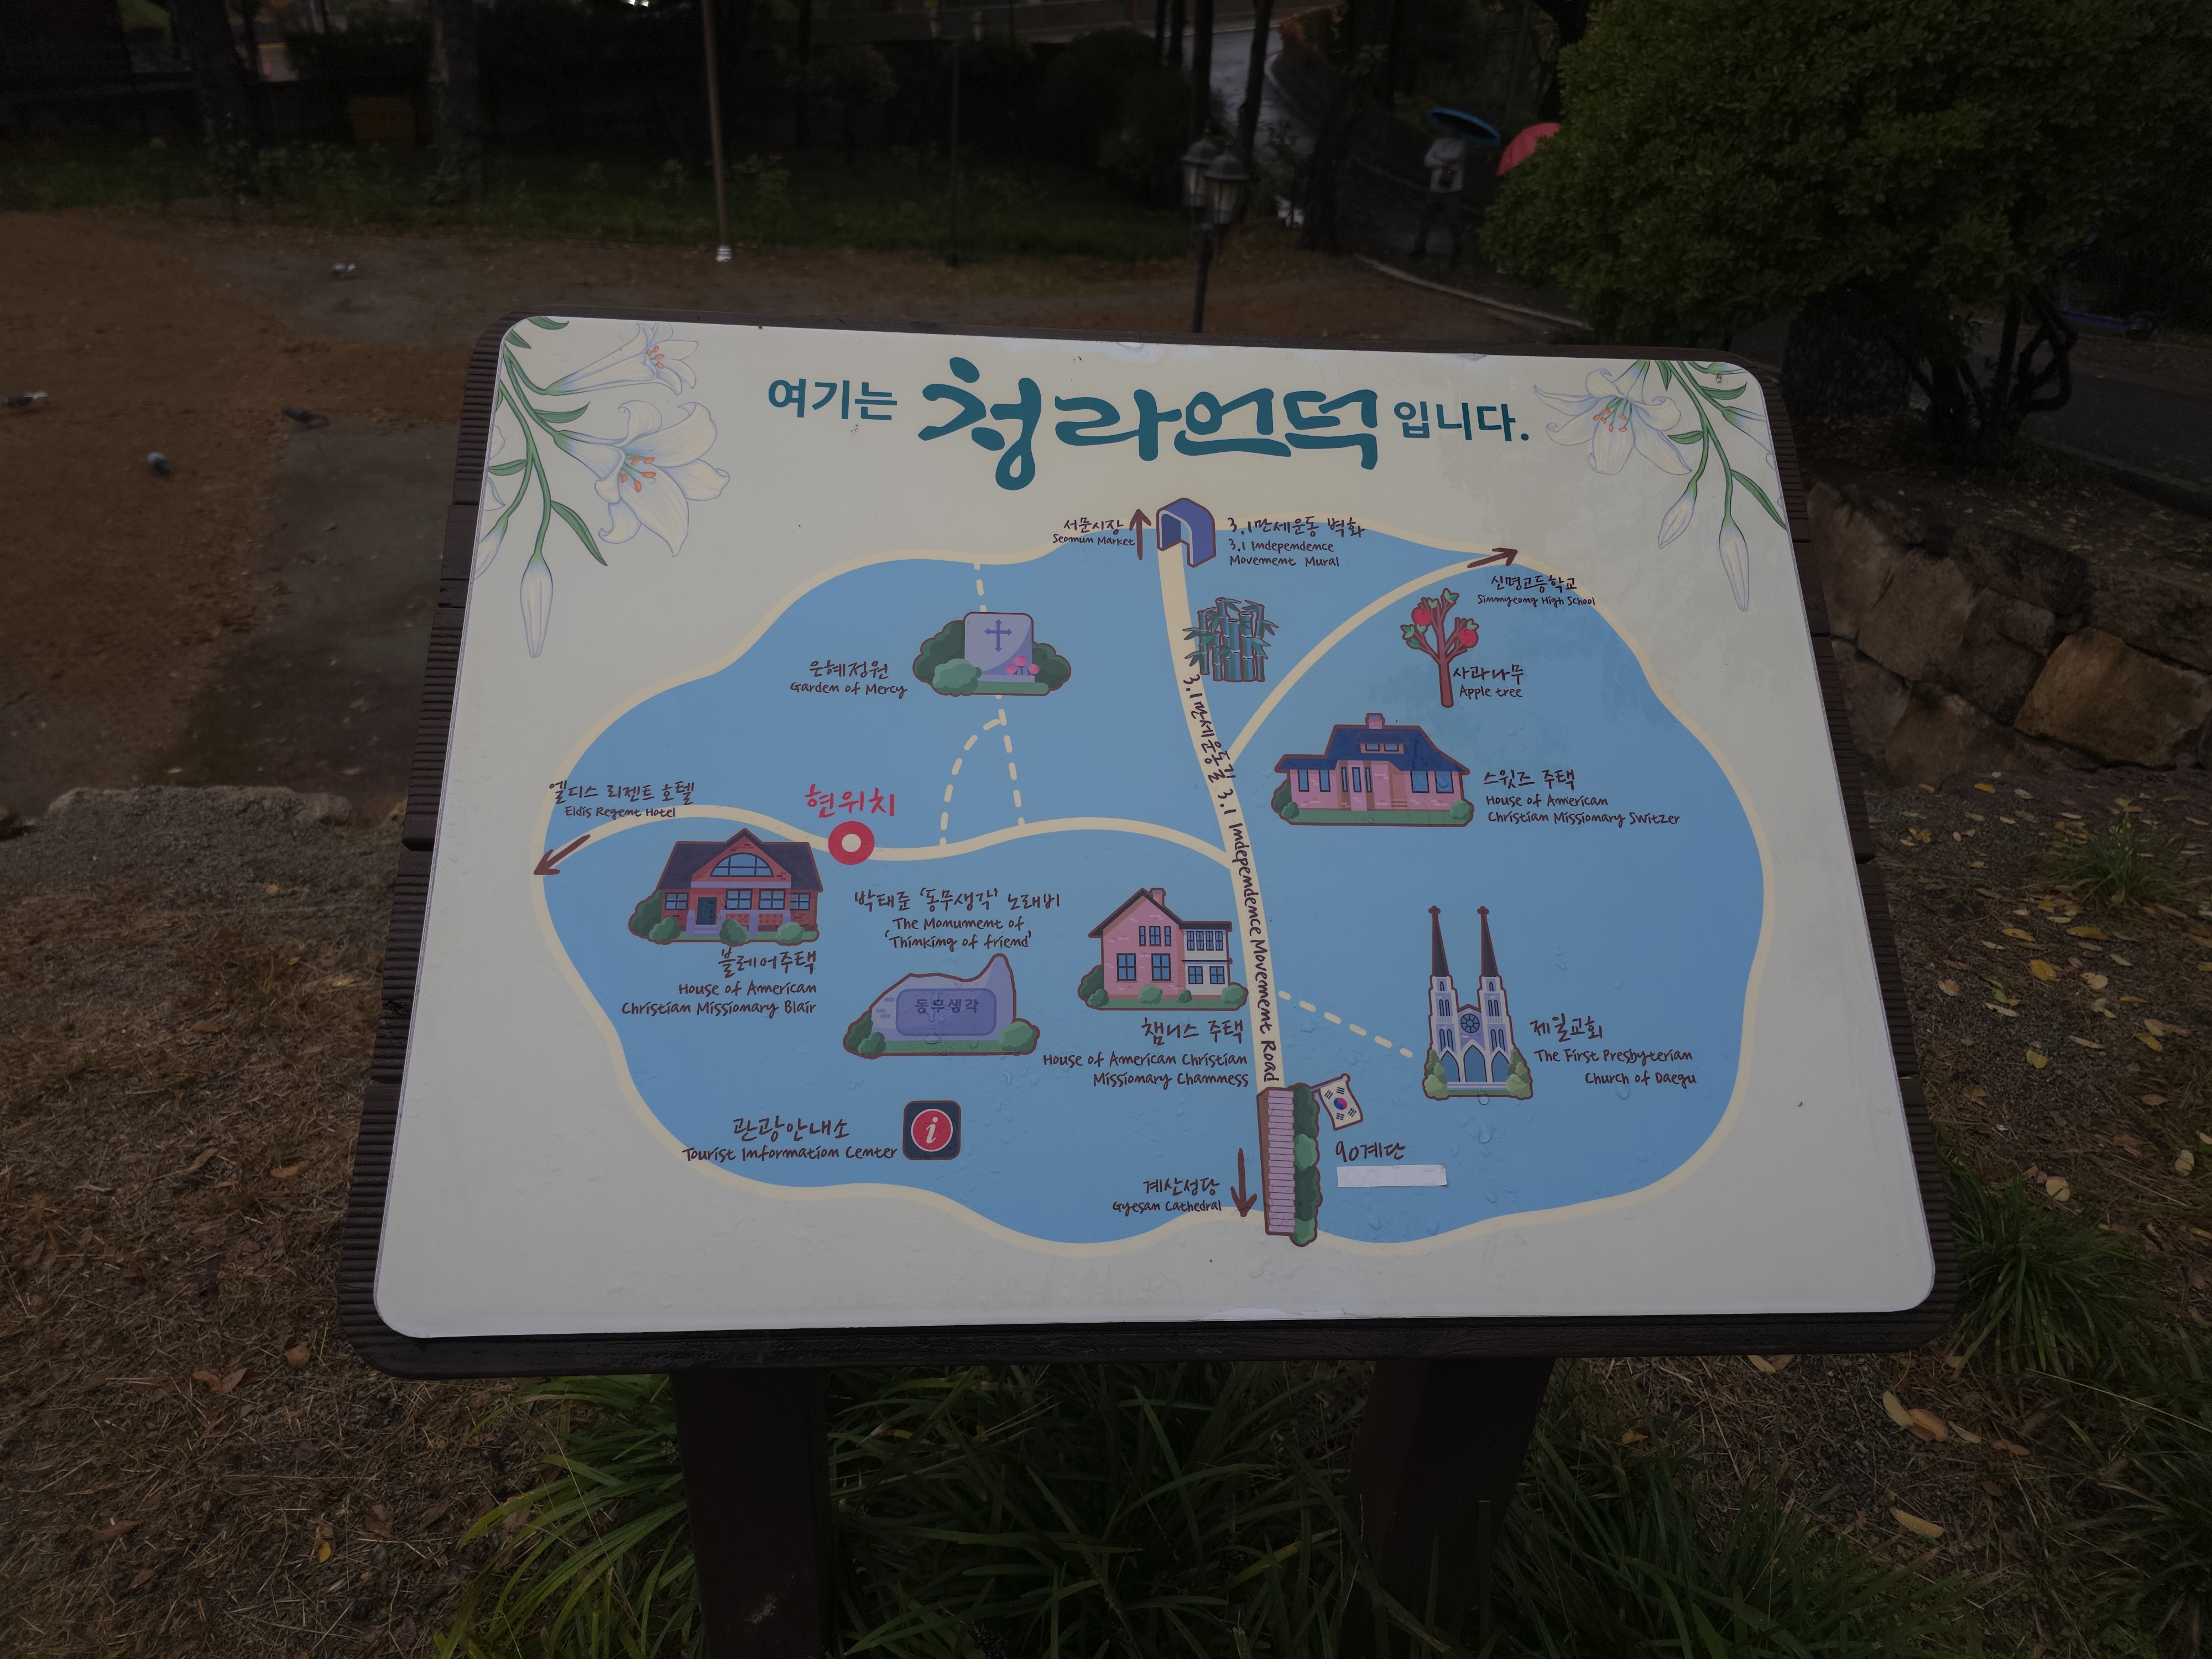 여기는 청라언덕 입니다.
서문시장
Seomun Market
3.1만세운동 벽화
3.1 Independence
Movement Mural
신명고등학교
Sinmyeong High School
은혜정원
Garden of Mercy
사과나무
Apple tree
3.1만세운동길 3.1 Independence Movement Road
스윗즈 주택
House of American
Christian Missionary Switzer
엘디스 리젠트 호텔
Eldis Regent Hotel
현위치
블레어주택
House of American
Christian Missionary Blair
박태준 '동무생각' 노래비
The Monument of
'Thinking of friend'
동무생각
챔니스 주택
House of American Christian
Missionary Chamness
제일교회
The First Presbyterian
Church of Daegu
관광안내소
Tourist Information Center
i
90계단
계산성당
Gyesan Cathedral